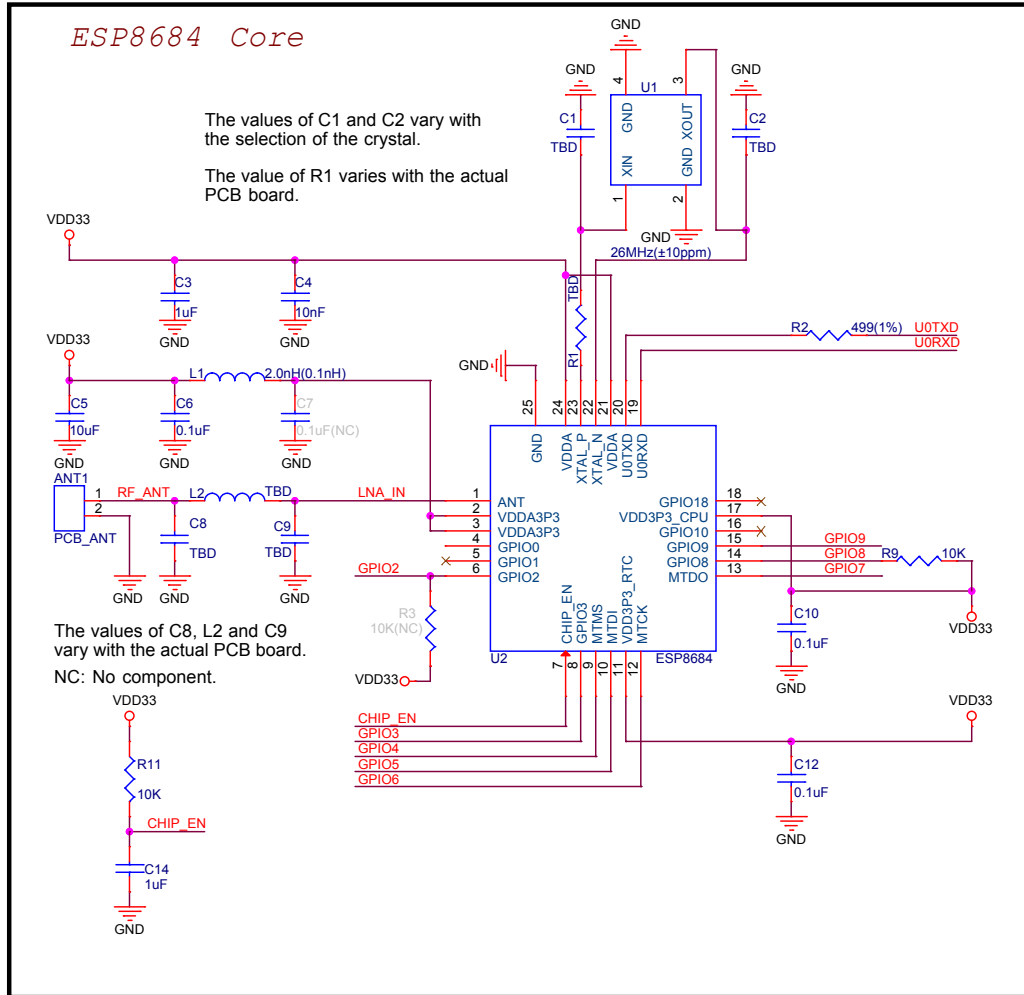 ESP8684 Core
The values of C1 and C2 vary with
the selection of the crystal.
The value of R1 varies with the actual
PCB board.
GND
GND
GND
4
3
U1
C1
TBD
GND
XOUT
XIN
GND
C2
TBD
1
2
GND
26MHz(±10ppm)
VDD33
C3
1uF
GND
C4
10nF
GND
TBD
R1
R2
499(1%)
U0TXD
U0RXD
VDD33
L1
2.0nH(0.1nH)
C5
10uF
GND
C6
0.1uF
GND
C7
0.1uF(NC)
GND
GND
25
24
23
22
21
20
19
GND
VDDA
XTAL_P
XTAL_N
VDDA
U0TXD
U0RXD
ANT1
1
2
PCB_ANT
RF_ANT
L2
TBD
LNA_IN
C8
TBD
C9
TBD
GND
GND
GND
1
ANT
2
VDDA3P3
3
VDDA3P3
4
GPIO0
5
GPIO1
6
GPIO2
GPIO2
GPIO18
18
VDD3P3_CPU
17
GPIO10
16
GPIO9
15
GPIO9
GPIO8
14
GPIO8
MTDO
13
GPIO7
R9
10K
VDD33
C10
0.1uF
GND
R3
10K(NC)
VDD33
CHIP_EN
GPIO3
MTMS
MTDI
VDD3P3_RTC
MTCK
U2
ESP8684
7
8
9
10
11
12
The values of C8, L2 and C9
vary with the actual PCB board.
NC: No component.
CHIP_EN
GPIO3
GPIO4
GPIO5
GPIO6
VDD33
C12
0.1uF
GND
VDD33
R11
10K
CHIP_EN
C14
1uF
GND